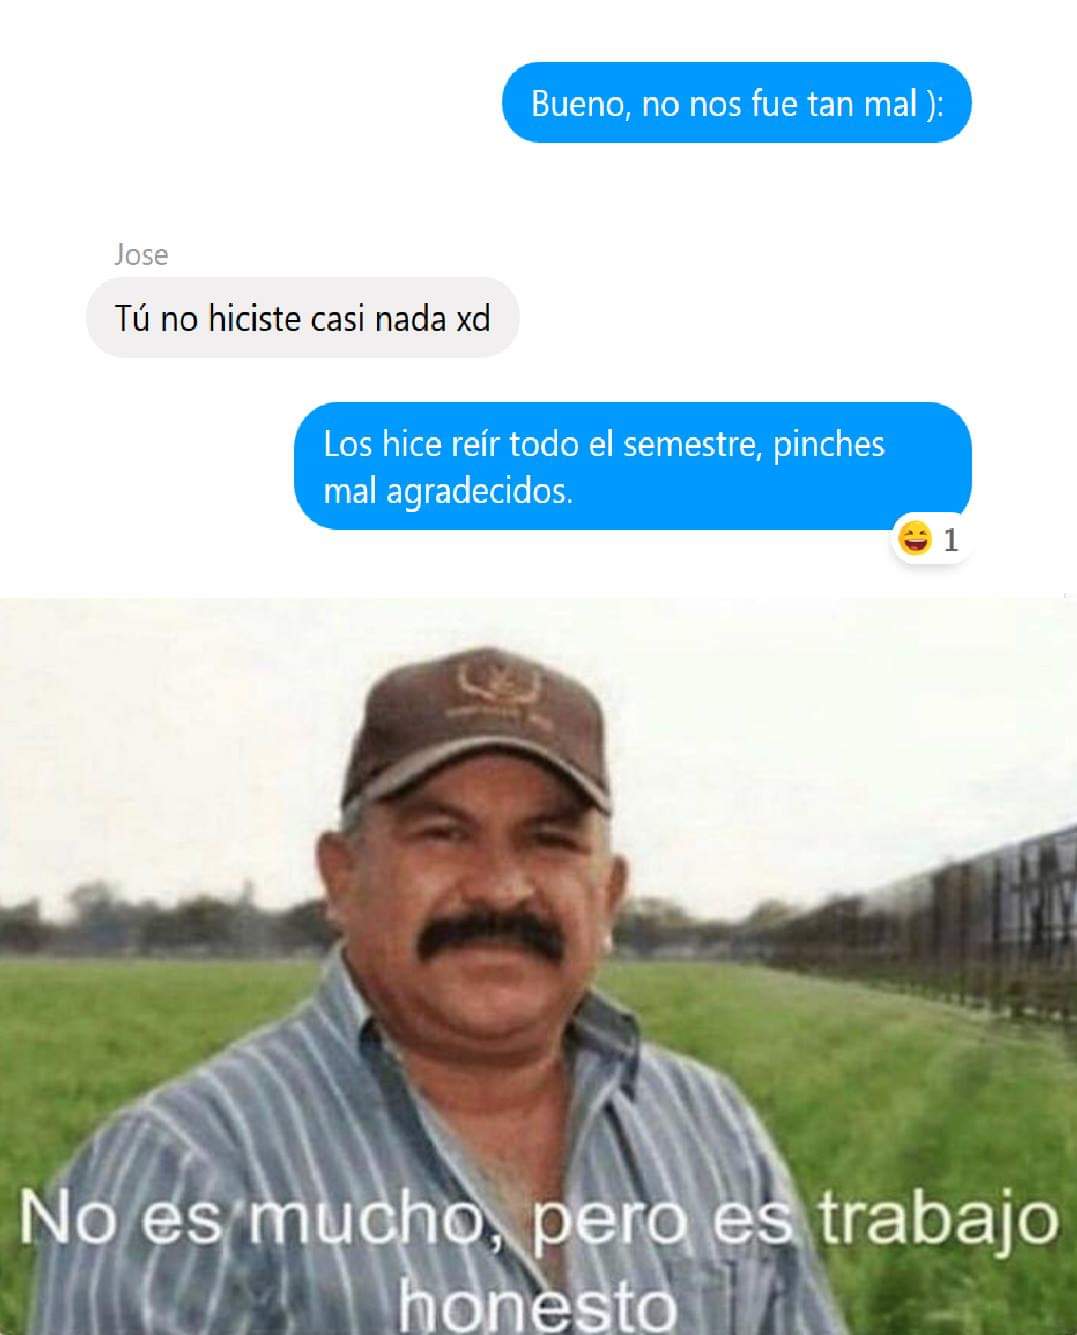 Bueno, no nos fue tan mal ):
Jose
Tú no hiciste casi nada xd
Los hice reír todo el semestre, pinches
mal agradecidos.
1
No es mucho, pero es trabajo
honesto